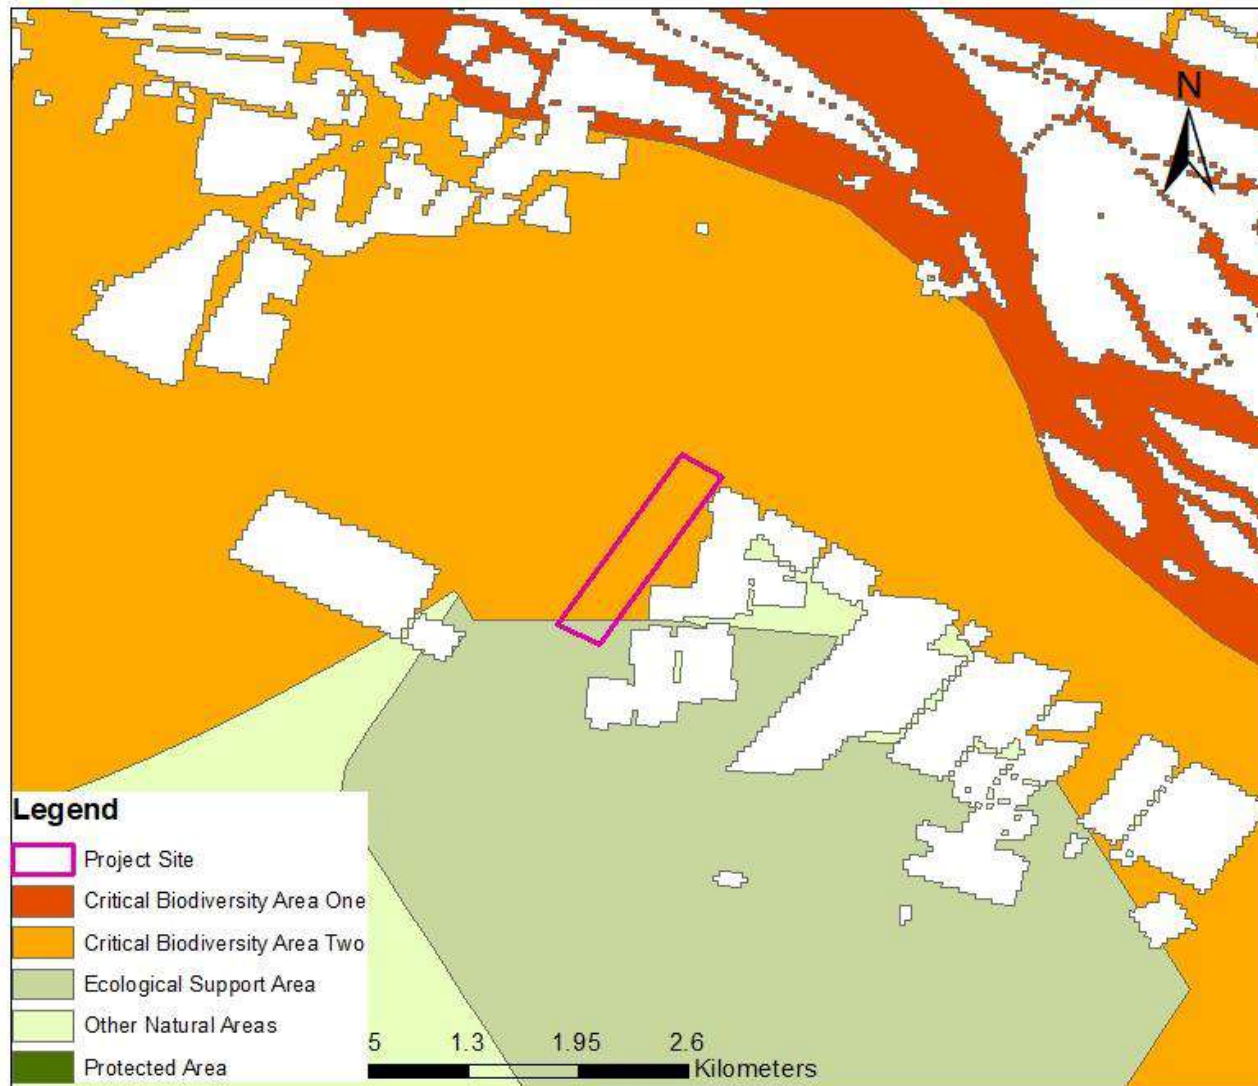 N
Legend
Project Site
Critical Biodiversity Area One
Critical Biodiversity Area Two
Ecological Support Area
Other Natural Areas
Protected Area
5 1.3 1.95 2.6
Kilometers